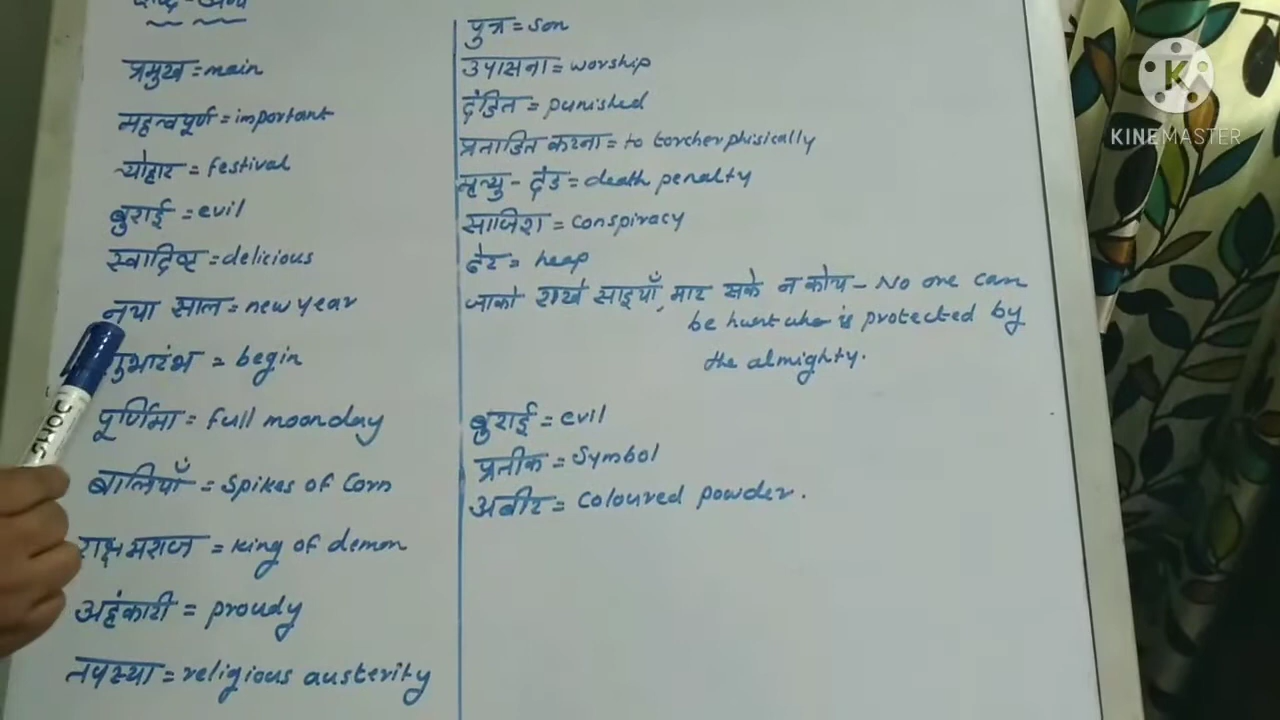 शब्द-अर्थ
प्रमुख = main
महत्वपूर्ण = important
त्योहार = festival
बुराई = evil
स्वादिष्ट = delicious
नया साल = new year
शुभारंभ = begin
पूर्णिमा = full moonday
बालियाँ = Spikes of Corn
राक्षसराज = King of demon
अहंकारी = proudy
तपस्या = religious austerity
पुत्र = Son
उपासना = worship
दंडित = punished
प्रताडित करना = to torcher phisically
मृत्यु - दंड = death penalty
साजिश = conspiracy
ढेर = heap
जाको राखे साइयाँ, मार सके न कोय - No one can
be hurt who is protected by
the almighty.
बुराई = evil
प्रतीक = Symbol
अबीर = Coloured powder.
SHOC
K
KINEMASTER